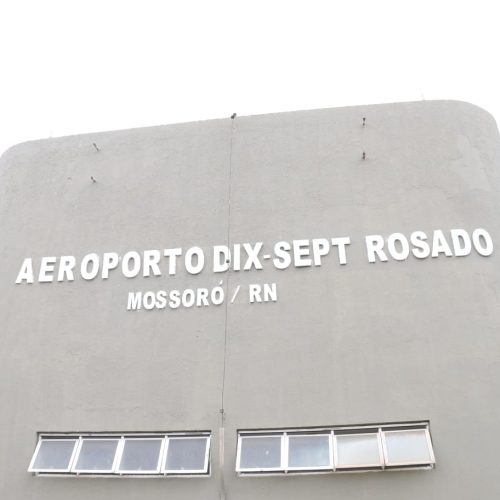 AEROPORTO DIX-SEPT ROSADO
MOSSORÓ / RN